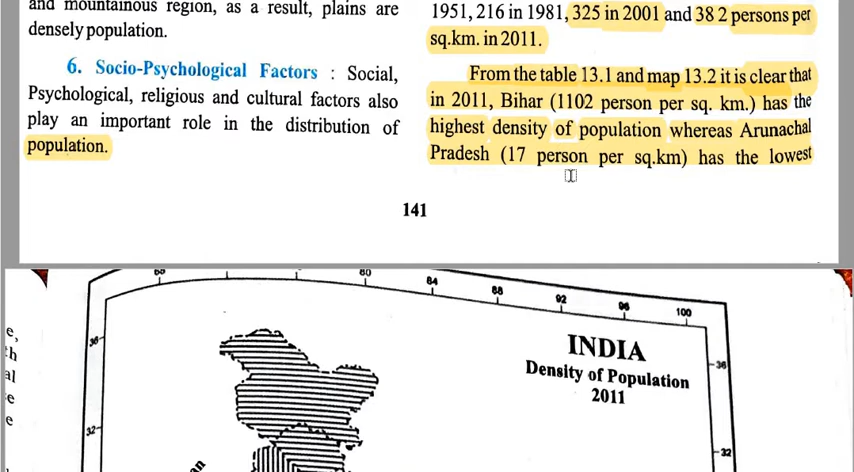 and mountainous region, as a result, plains are
densely population.
6. Socio-Psychological Factors : Social,
Psychological, religious and cultural factors also
play an important role in the distribution of
population.
1951, 216 in 1981, 325 in 2001 and 38 2 persons per
sq.km. in 2011.
From the table 13.1 and map 13.2 it is clear that
in 2011, Bihar (1102 person per sq. km.) has the
highest density of population whereas Arunachal
Pradesh (17 person per sq.km) has the lowest
141
80 84 88 92 96 100
INDIA
Density of Population
2011
36 36
32 32
e,
th
al
e
e
an